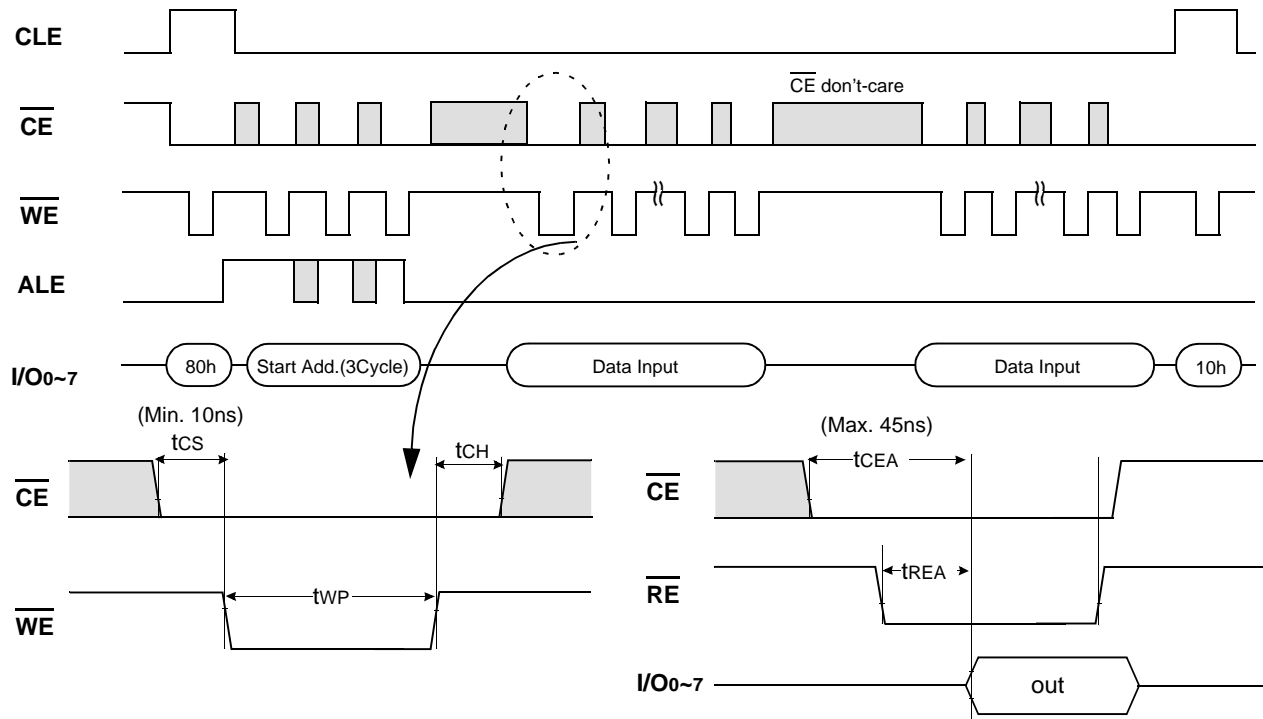 CLE
CE don't-care
CE
WE
ALE
I/O0~7
80h
Start Add.(3Cycle)
Data Input
Data Input
10h
(Min. 10ns)
tCS
tCH
CE
tWP
WE
(Max. 45ns)
tCEA
CE
tREA
RE
I/O0~7
out